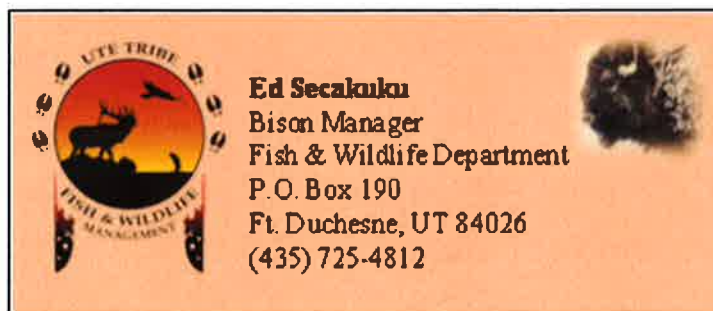 UTE TRIBE
FISH & WILDLIFE
MANAGEMENT
Ed Secakuku
Bison Manager
Fish & Wildlife Department
P.O. Box 190
Ft. Duchesne, UT 84026
(435) 725-4812